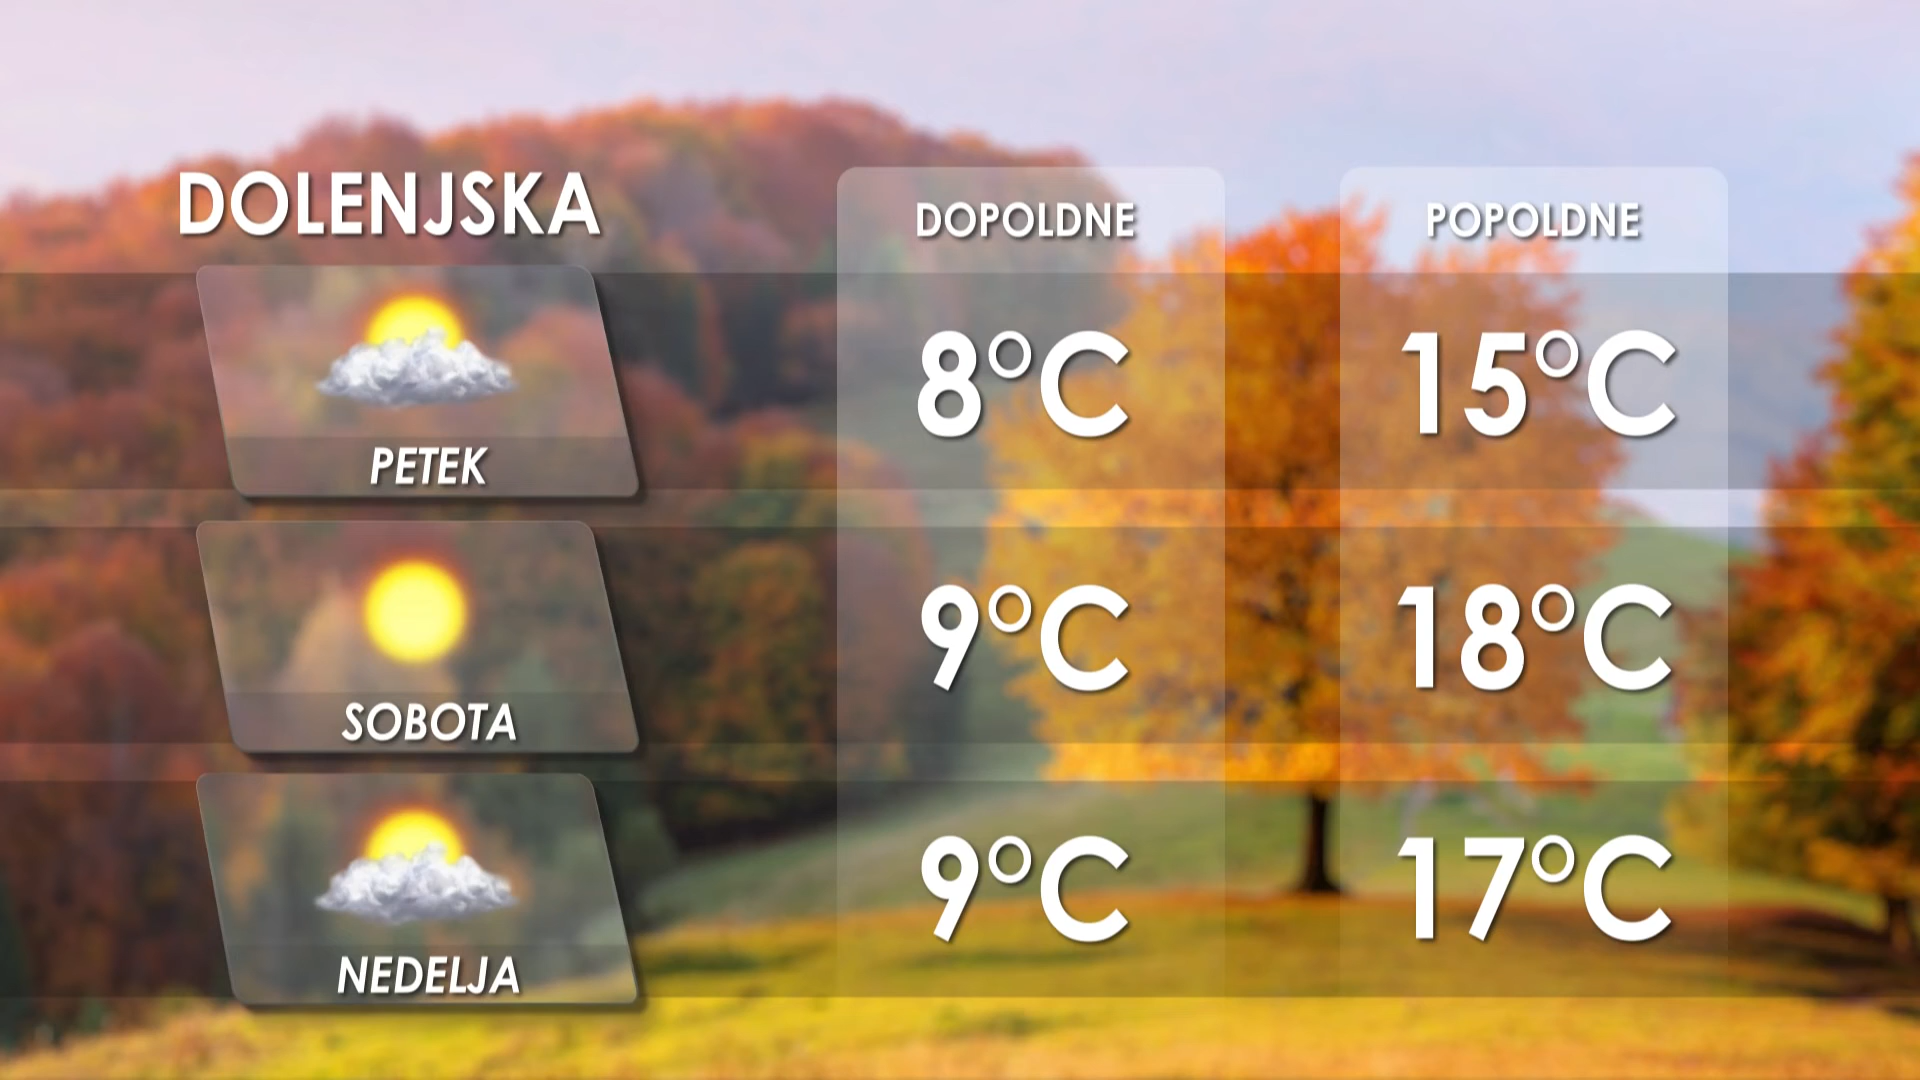 DOLENJSKA
DOPOLDNE POPOLDNE
8°C 15°C
PETEK
9°C 18°C
SOBOTA
9°C 17°C
NEDELJA